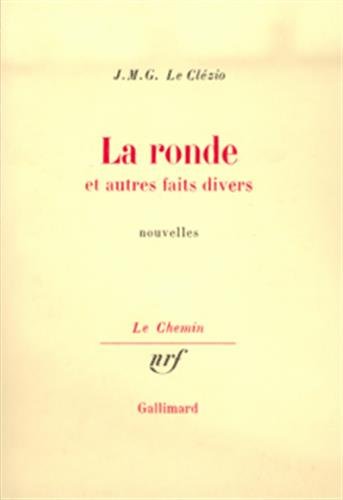 J.M.G. Le Clézio
La ronde
et autres faits divers
nouvelles
Le Chemin
nrf
Gallimard